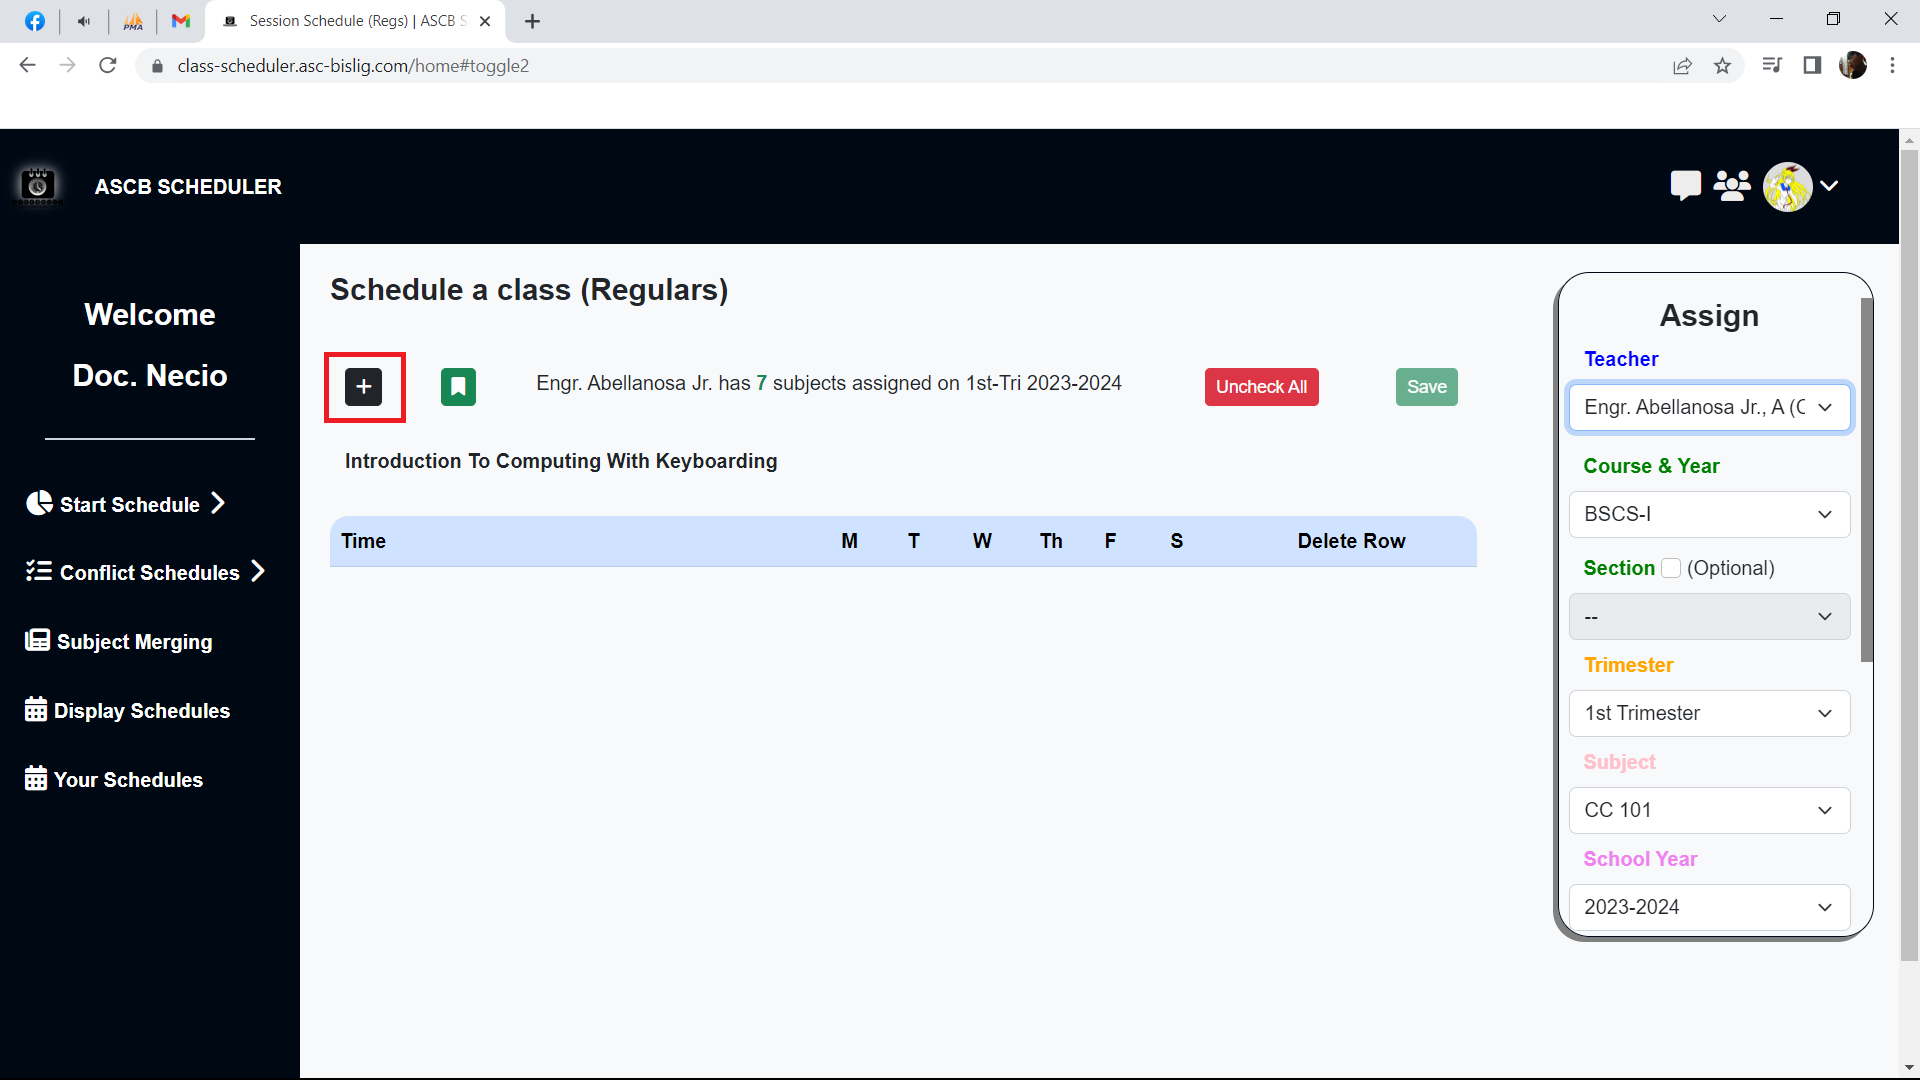 PMA
Session Schedule (Regs) | ASCB S
class-scheduler.asc-bislig.com/home#toggle2
ASCB SCHEDULER
Welcome
Doc. Necio
Start Schedule
Conflict Schedules
Subject Merging
Display Schedules
Your Schedules
Schedule a class (Regulars)
+
Engr. Abellanosa Jr. has 7 subjects assigned on 1st-Tri 2023-2024
Uncheck All
Save
Introduction To Computing With Keyboarding
Time M T W Th F S Delete Row
Assign
Teacher
Engr. Abellanosa Jr., A (C
Course & Year
BSCS-I
Section (Optional)
--
Trimester
1st Trimester
Subject
CC 101
School Year
2023-2024